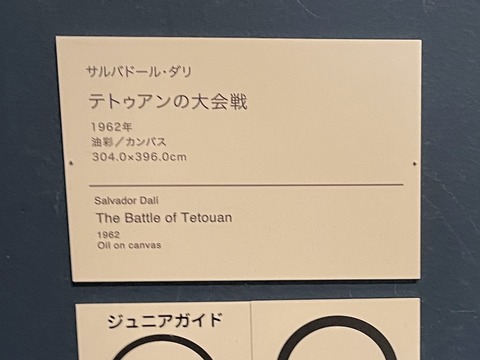 サルバドール・ダリ
テトゥアンの大会戦
1962年
油彩／カンバス
304.0×396.0cm
Salvador Dalí
The Battle of Tetouan
1962
Oil on canvas
ジュニアガイド